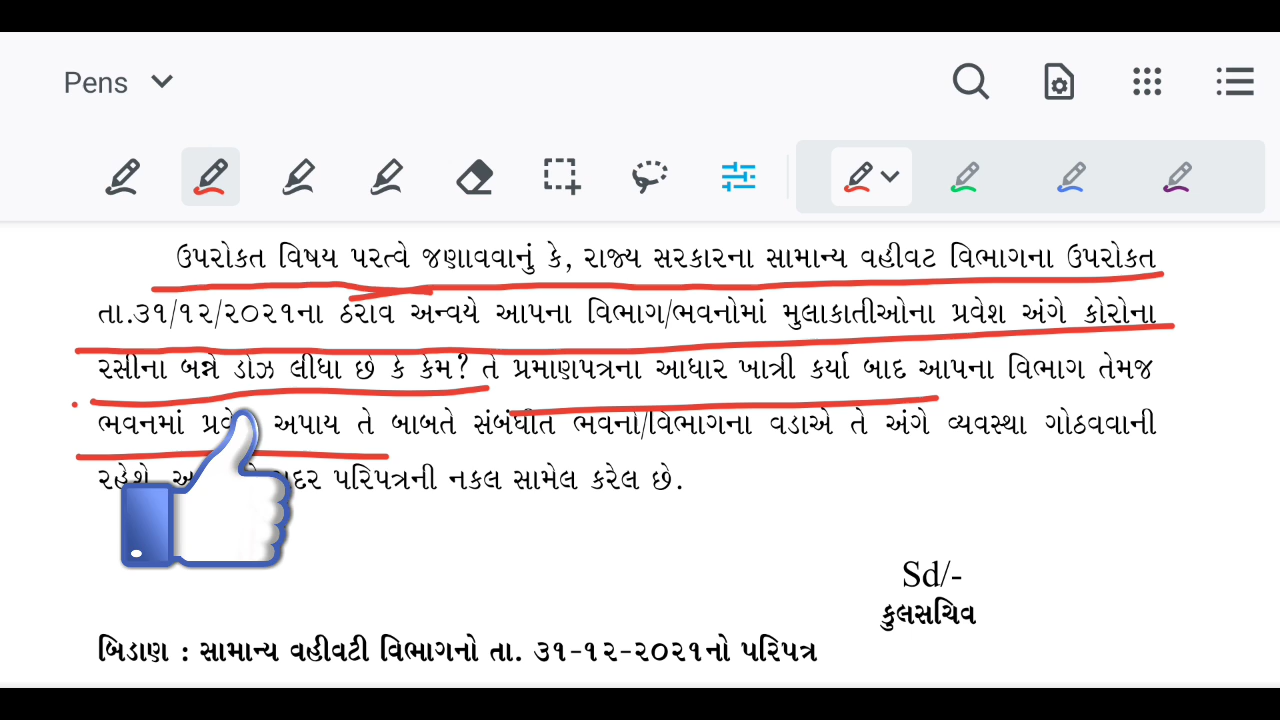 Pens
ઉપરોકત વિષય પરત્વે જણાવવાનું કે, રાજ્ય સરકારના સામાન્ય વહીવટ વિભાગના ઉપરોકત
તા.૩૧/૧૨/૨૦૨૧ના ઠરાવ અન્વયે આપના વિભાગ/ભવનોમાં મુલાકાતીઓના પ્રવેશ અંગે કોરોના
રસીના બન્ને ડોઝ લીધા છે કે કેમ? તે પ્રમાણપત્રના આધાર ખાત્રી કર્યા બાદ આપના વિભાગ તેમજ
ભવનમાં અપાય તે બાબતે સંબંધીત ભવનો/વિભાગના વડાએ તે અંગે વ્યવસ્થા ગોઠવવાની
રહેશે. પરિપત્રની નકલ સામેલ કરેલ છે.
Sd/-
કુલસચિવ
બિડાણ : સામાન્ય વહીવટી વિભાગનો તા. ૩૧-૧૨-૨૦૨૧નો પરિપત્ર